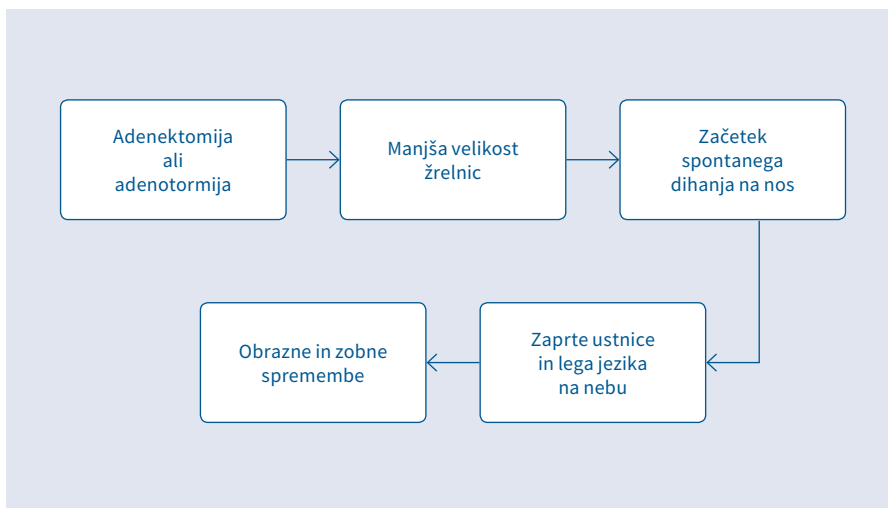 Adenektomija
ali
adenotormija
Manjša velikost
žrelnic
Začetek
spontanega
dihanja na nos
Zaprte ustnice
in lega jezika
na nebu
Obrazne in zobne
spremembe